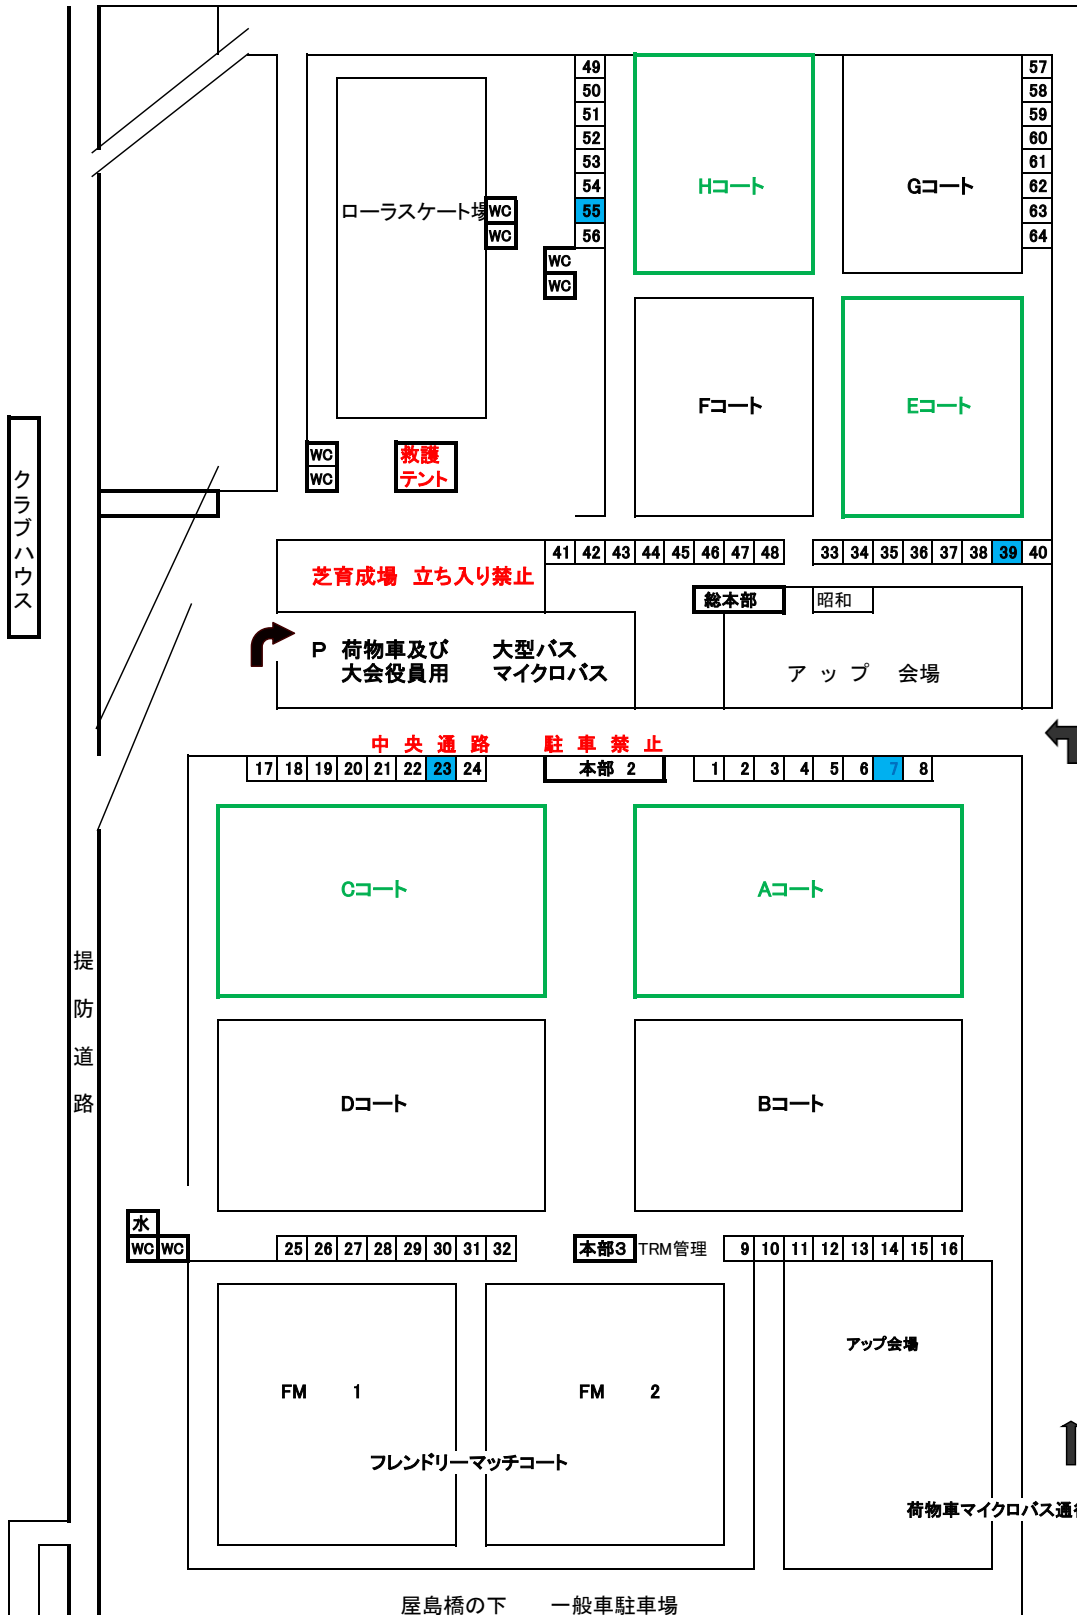 49
50
51
52
53
54
55
56
57
58
59
60
61
62
63
64
Hコート
Gコート
ローラスケート場
WC
WC
WC
WC
Fコート
Eコート
WC
WC
救護
テント
クラブハウス
41 42 43 44 45 46 47 48
33 34 35 36 37 38 39 40
芝育成場 立ち入り禁止
総本部
昭和
P 荷物車及び 大型バス
大会役員用 マイクロバス
アップ 会場
中央通路 駐車禁止
17 18 19 20 21 22 23 24
本部 2
1 2 3 4 5 6 7 8
Cコート
Aコート
提防道路
Dコート
Bコート
水
WC WC
25 26 27 28 29 30 31 32
本部3
TRM管理
9 10 11 12 13 14 15 16
アップ会場
FM 1
FM 2
フレンドリーマッチコート
荷物車マイクロバス通
屋島橋の下 一般車駐車場